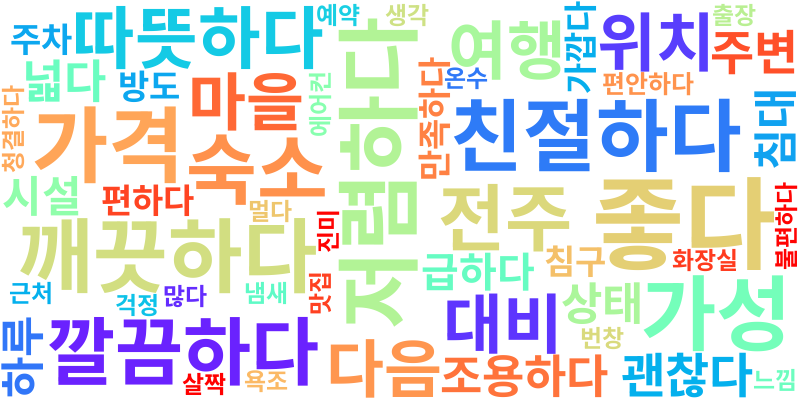 주차
따뜻하다
예약
생각
여행
가깝다
위치
출장
주변
넓다
방도
마을
에어컨
저렴하다
만족하다
온수
편안하다
침대
청결하다
가격
숙소
친절하다
시설
편하다
멀다
진미
전주
좋다
불편하다
깨끗하다
급하다
침구
화장실
근처
걱정
많다
냄새
맛집
대비
상태
가성
번창
하루
깔끔하다
살짝
욕조
다음
조용하다
괜찮다
느낌